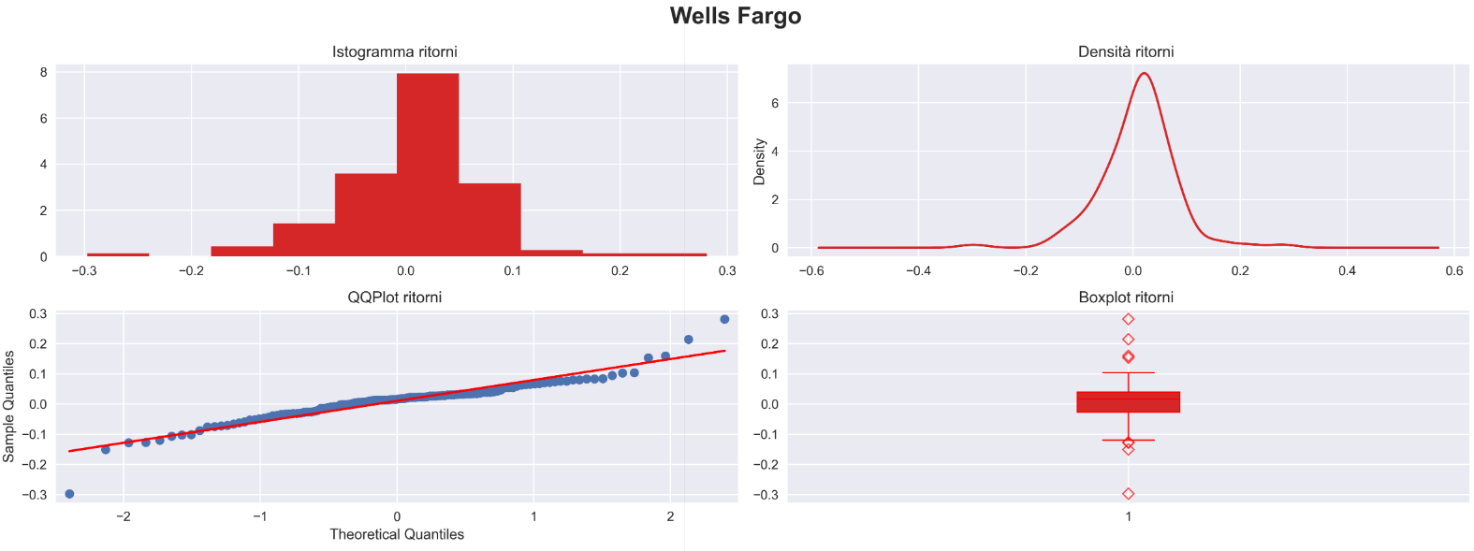 Wells Fargo
Istogramma ritorni
8
6
4
2
0
−0.3 −0.2 −0.1 0.0 0.1 0.2 0.3
Densità ritorni
Density
6
4
2
0
−0.6 −0.4 −0.2 0.0 0.2 0.4 0.6
QQPlot ritorni
Sample Quantiles
0.3
0.2
0.1
0.0
−0.1
−0.2
−0.3
−2 −1 0 1 2
Theoretical Quantiles
Boxplot ritorni
0.3
0.2
0.1
0.0
−0.1
−0.2
−0.3
1